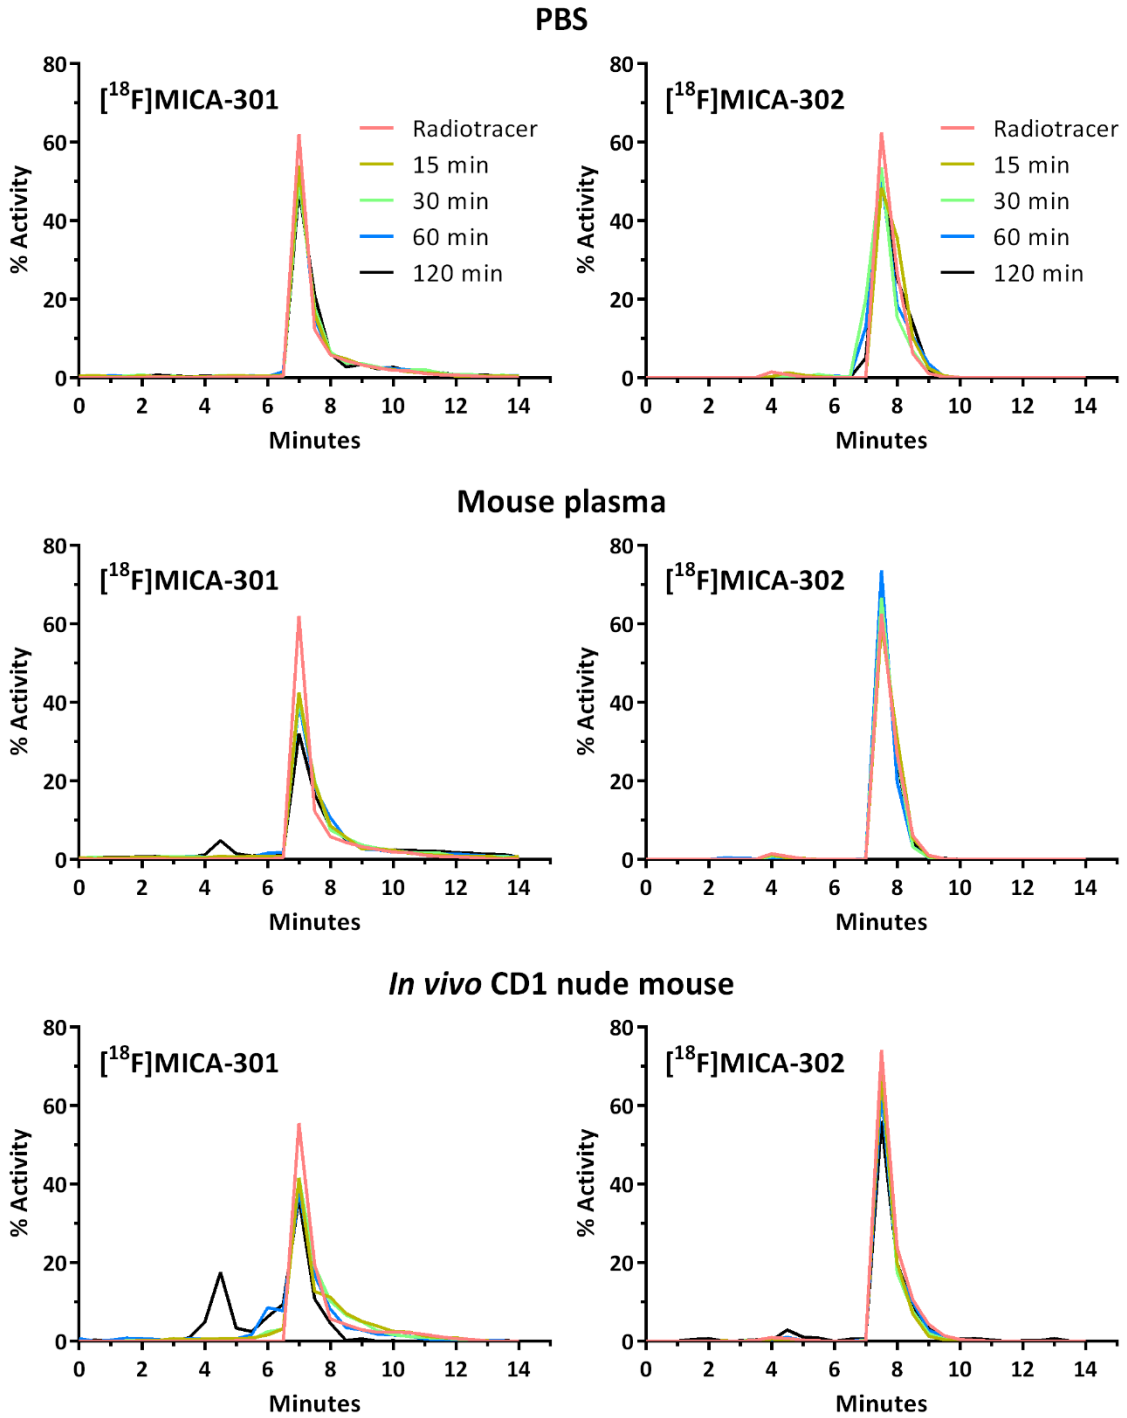 PBS
[18F]MICA-301
Radiotracer
15 min
30 min
60 min
120 min
% Activity
80
60
40
20
0
0 2 4 6 8 10 12 14
Minutes
[18F]MICA-302
Radiotracer
15 min
30 min
60 min
120 min
% Activity
80
60
40
20
0
0 2 4 6 8 10 12 14
Minutes
Mouse plasma
[18F]MICA-301
% Activity
80
60
40
20
0
0 2 4 6 8 10 12 14
Minutes
[18F]MICA-302
% Activity
80
60
40
20
0
0 2 4 6 8 10 12 14
Minutes
In vivo CD1 nude mouse
[18F]MICA-301
% Activity
80
60
40
20
0
0 2 4 6 8 10 12 14
Minutes
[18F]MICA-302
% Activity
80
60
40
20
0
0 2 4 6 8 10 12 14
Minutes